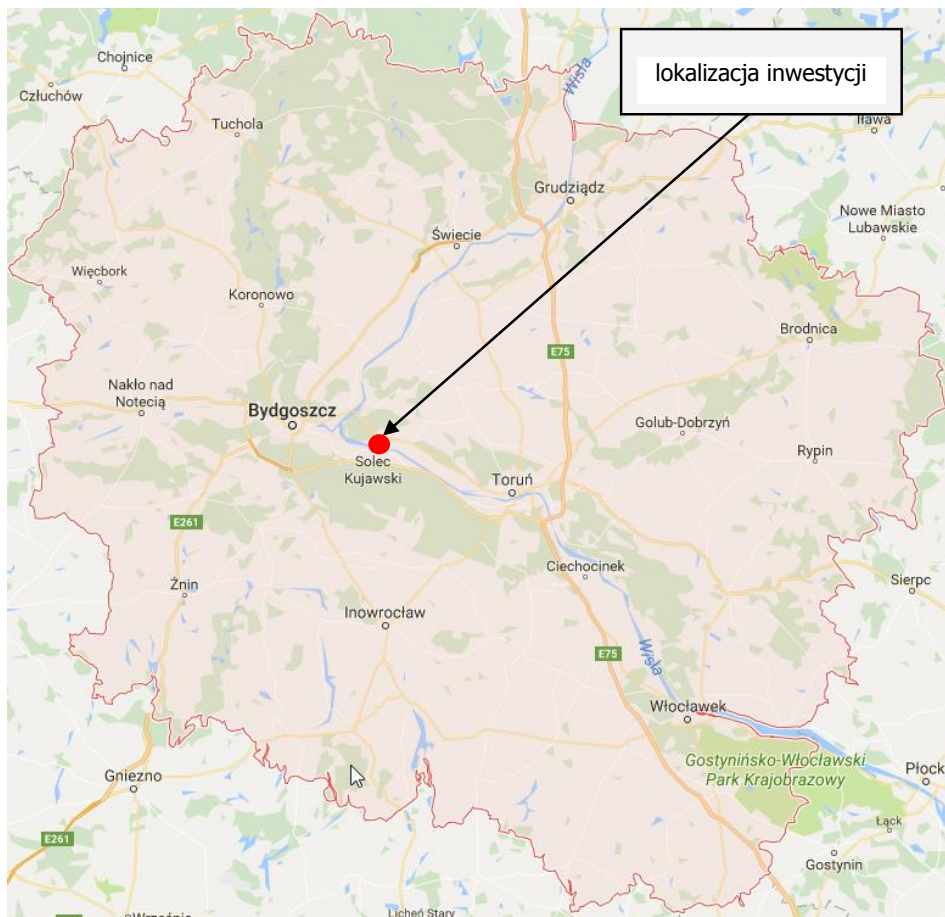 lokalizacja inwestycji
Chojnice
Człuchów
Wisła
Tuchola
Iława
Grudziądz
Nowe Miasto
Lubawskie
Świecie
Więcbork
Koronowo
Brodnica
E75
Nakło nad
Notecią
Bydgoszcz
Golub-Dobrzyń
Rypin
Solec
Kujawski
Toruń
E261
Ciechocinek
Żnin
Sierpc
Inowrocław
E75
Wisła
Włocławek
Gostynińsko-Włocławski
Park Krajobrazowy
Płock
Gniezno
Łąck
E261
Gostynin
Września
Licheń Stary